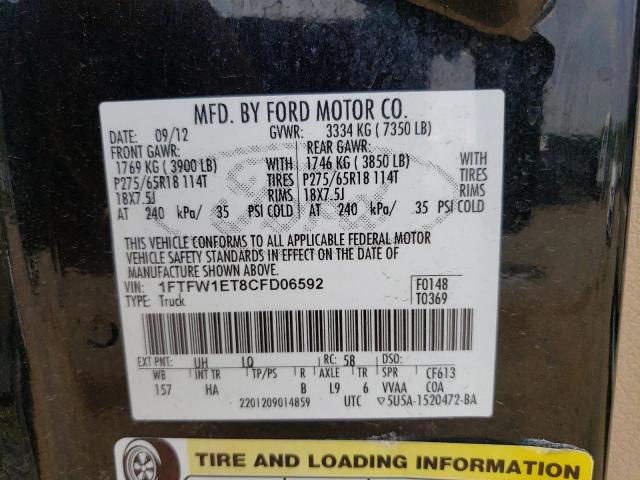 MFD. BY FORD MOTOR CO.
DATE: 09/12 GVWR: 3334 KG ( 7350 LB)
FRONT GAWR: REAR GAWR:
1769 KG ( 3900 LB) WITH 1746 KG ( 3850 LB) WITH
P275/65R18 114T TIRES P275/65R18 114T TIRES
18X7.5J RIMS 18X7.5J RIMS
AT 240 kPa/ 35 PSI COLD AT 240 kPa/ 35 PSI COLD
THIS VEHICLE CONFORMS TO ALL APPLICABLE FEDERAL MOTOR
VEHICLE SAFETY STANDARDS IN EFFECT ON THE DATE OF
MANUFACTURE SHOWN ABOVE.
VIN: 1FTFW1ET8CFD06592 F0148
TYPE: Truck T0369
EXT PNT: UH LQ RC: 58 DSO:
WB INT TR TP/PS R AXLE TR SPR CF613
157 HA B L9 6 VVAA COA
2201209014859 UTC ▽5U5A-1520472-BA
TIRE AND LOADING INFORMATION